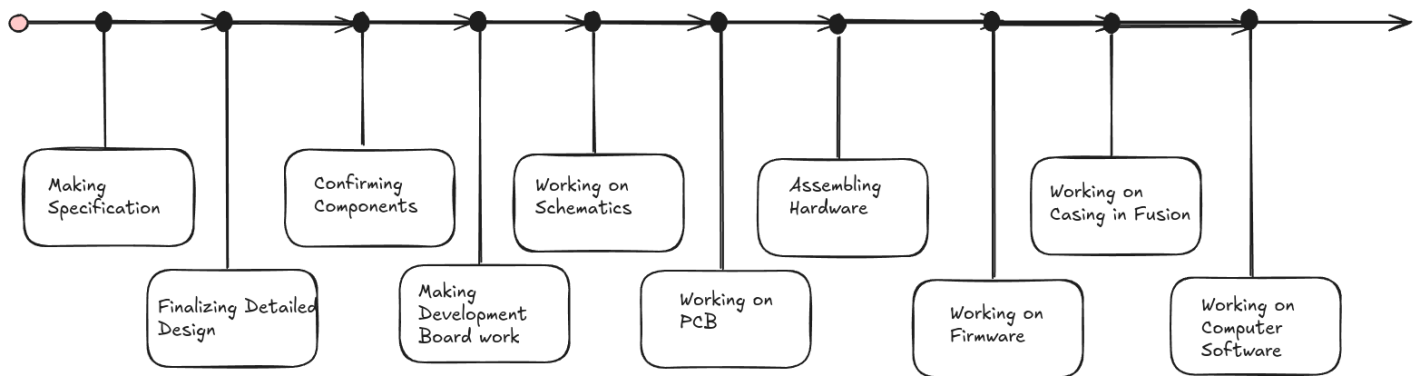 Making
Specification
Finalizing Detailed
Design
Confirming
Components
Making
Development
Board work
Working on
Schematics
Working on
PCB
Assembling
Hardware
Working on
Firmware
Working on
Casing in Fusion
Working on
Computer
Software